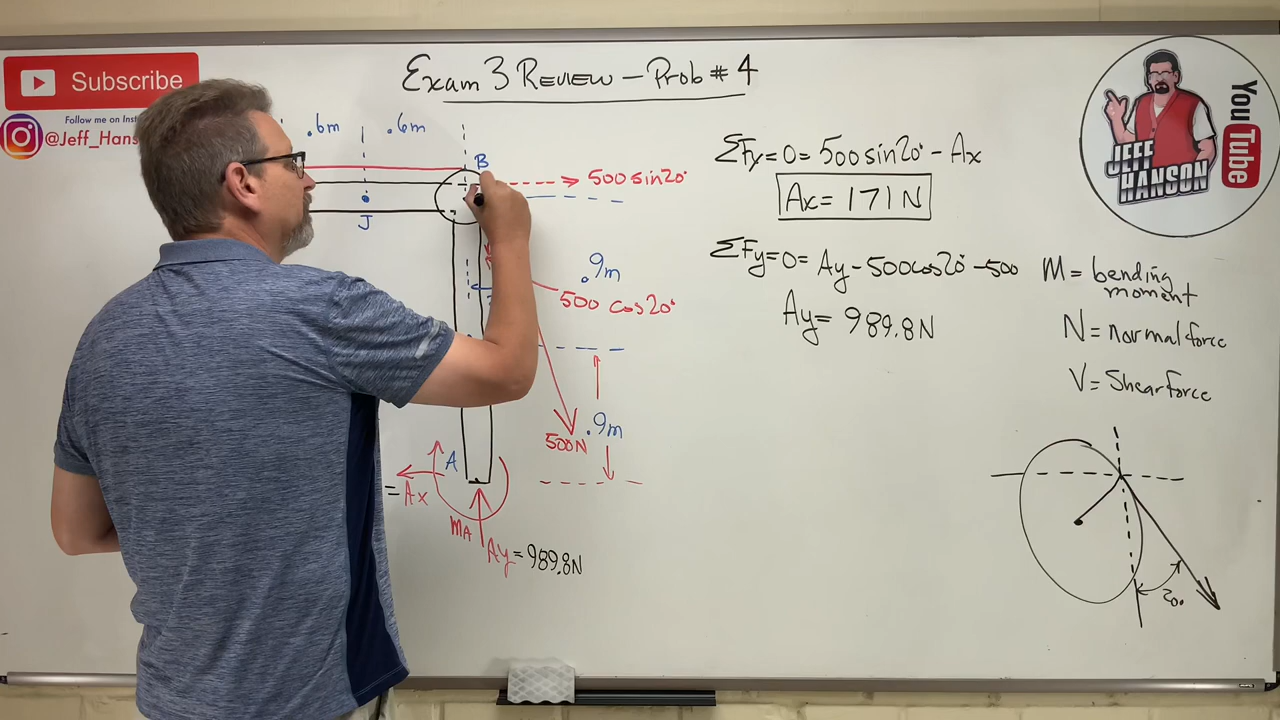 Exam 3 Review - Prob # 4
Subscribe
Follow me on Inst
@Jeff_Hans
.6m
.6m
B
J
500 sin20°
.9m
500 cos20°
500N
.9m
A
= Ax
MA
Ay = 989.8N
ΣFy=0= 500 sin20° - Ax
Ax = 171 N
ΣFy=0= Ay - 500cos20° - 500
Ay = 989.8N
M = bending
moment
N = normal force
V = Shear force
20°
JEFF
HANSON
YouTube